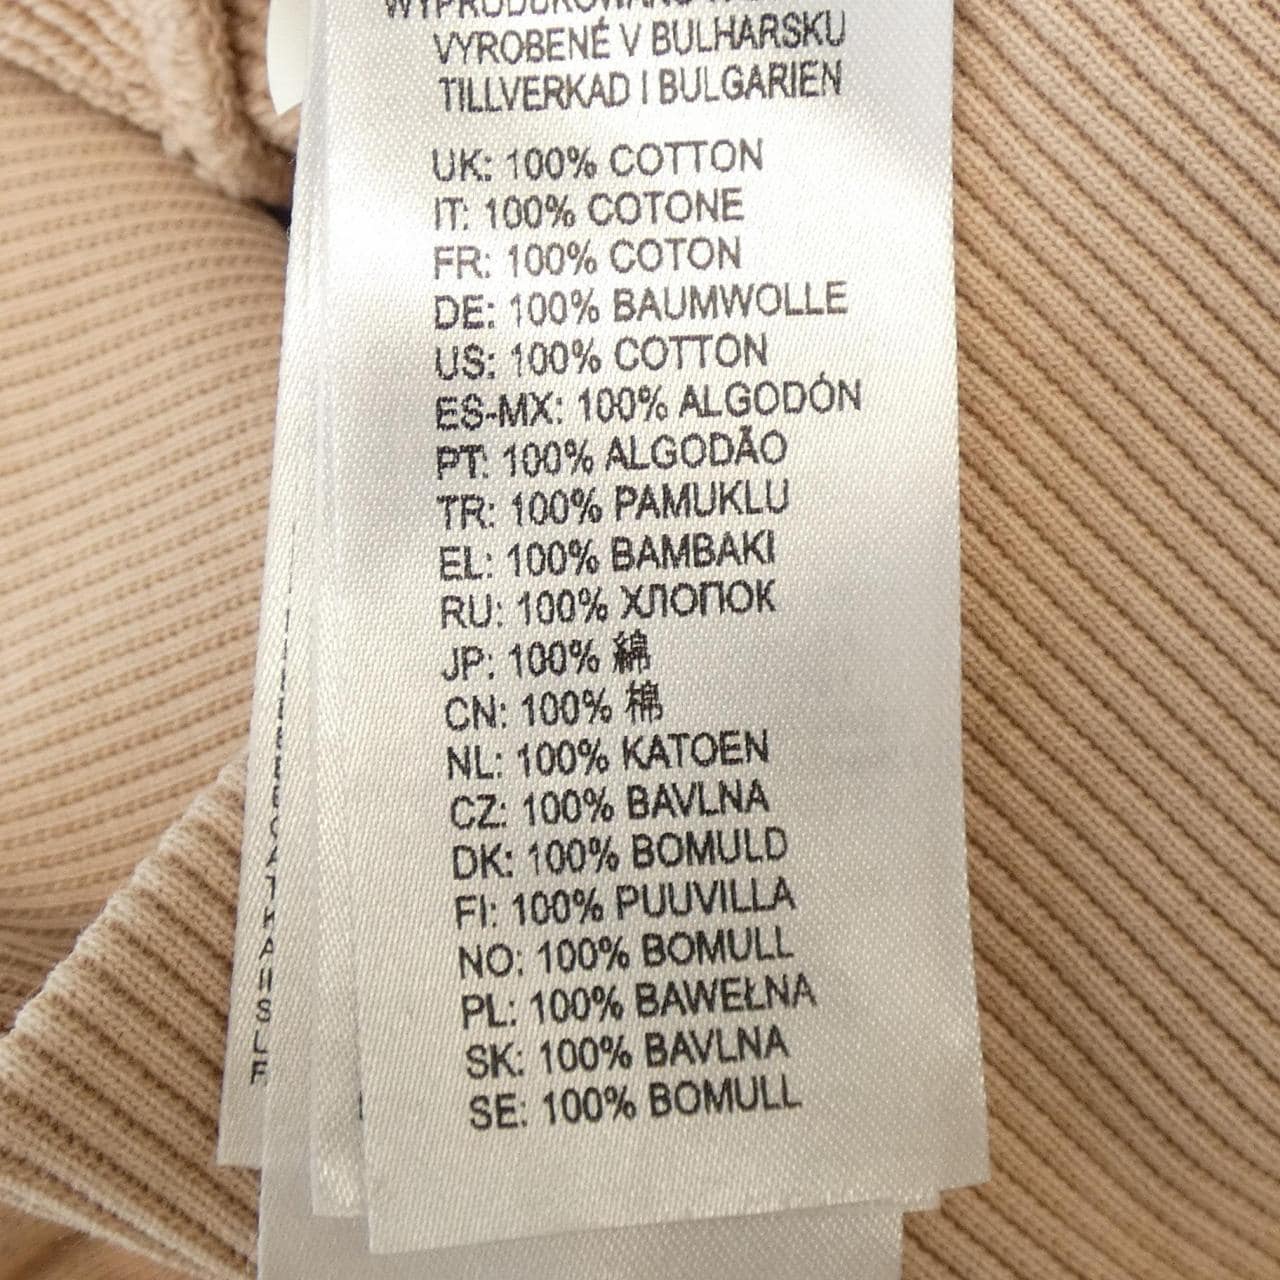 VYROBENÉ V BULHARSKU
TILLVERKAD I BULGARIEN
UK: 100% COTTON
IT: 100% COTONE
FR: 100% COTON
DE: 100% BAUMWOLLE
US: 100% COTTON
ES-MX: 100% ALGODÓN
PT: 100% ALGODÃO
TR: 100% PAMUKLU
EL: 100% BAMBAKI
RU: 100% ХЛОПОК
JP: 100% 綿
CN: 100% 棉
NL: 100% KATOEN
CZ: 100% BAVLNA
DK: 100% BOMULD
FI: 100% PUUVILLA
NO: 100% BOMULL
PL: 100% BAWEŁNA
SK: 100% BAVLNA
SE: 100% BOMULL